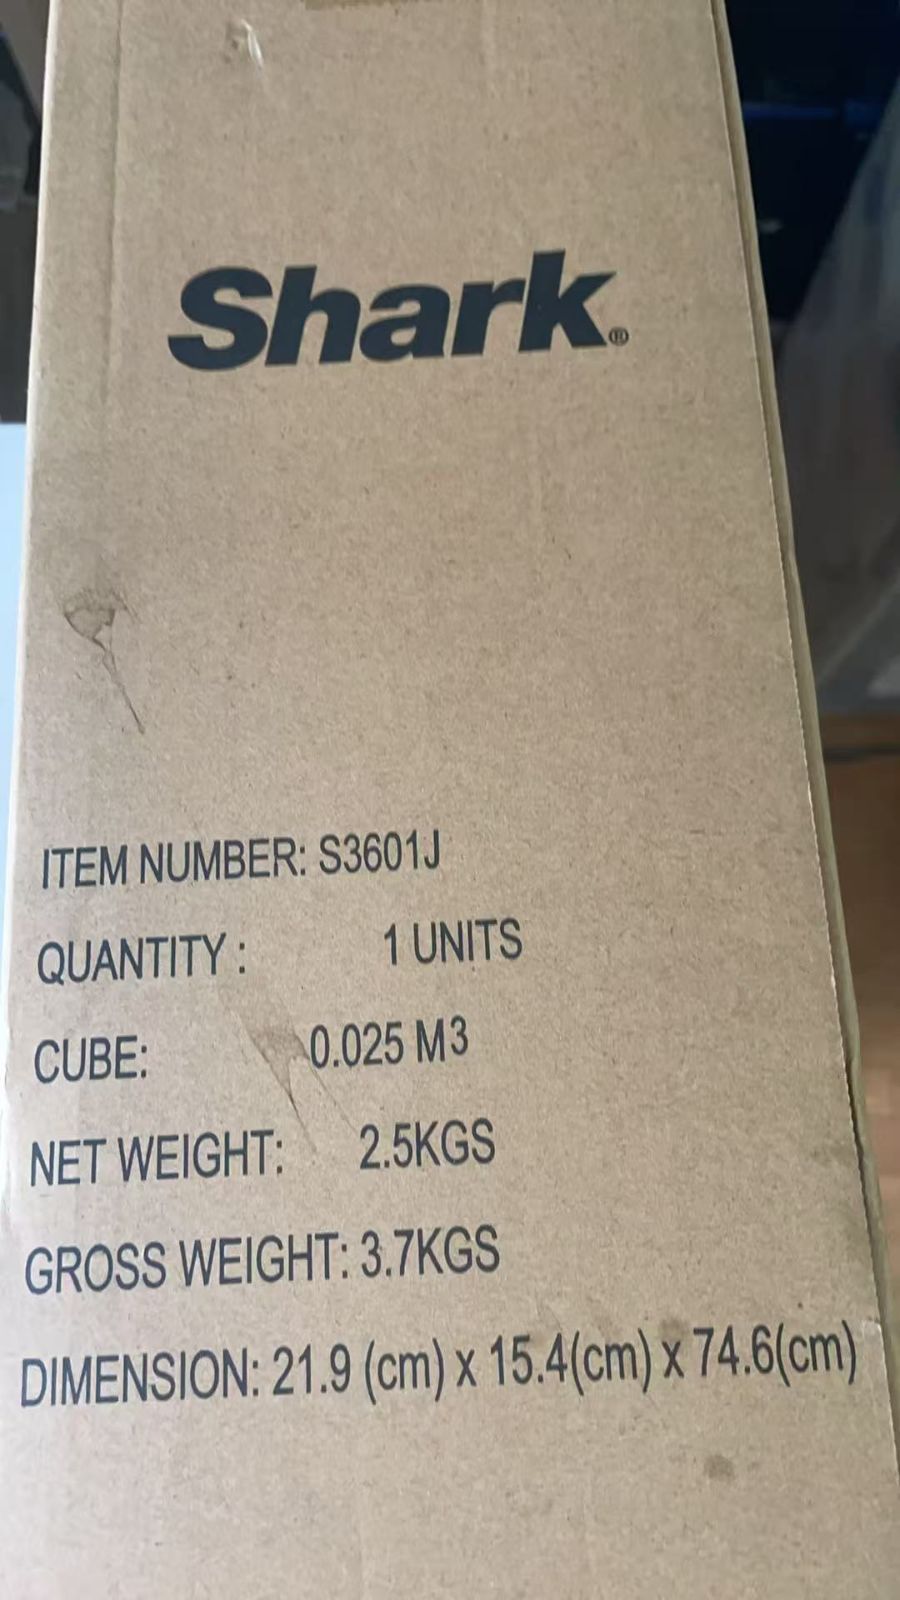 Shark®
ITEM NUMBER: S3601J
QUANTITY : 1 UNITS
CUBE: 0.025 M3
NET WEIGHT: 2.5KGS
GROSS WEIGHT: 3.7KGS
DIMENSION: 21.9 (cm) x 15.4(cm) x 74.6(cm)